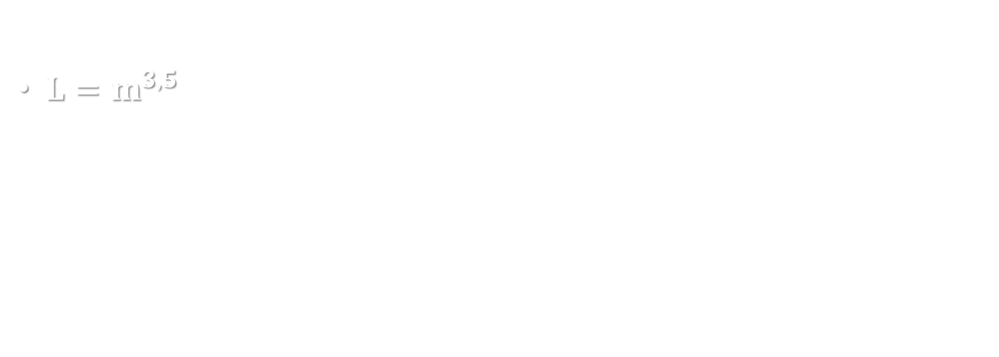 • L = m³,⁵